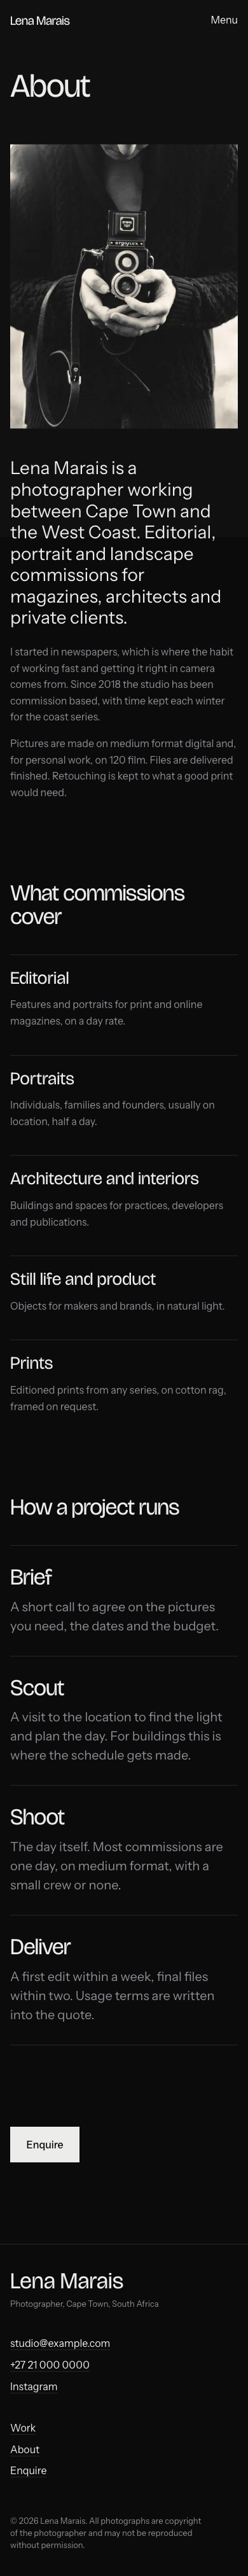 Lena Marais
Menu
About
Lena Marais is a
photographer working
between Cape Town and
the West Coast. Editorial,
portrait and landscape
commissions for
magazines, architects and
private clients.
I started in newspapers, which is where the habit
of working fast and getting it right in camera
comes from. Since 2018 the studio has been
commission based, with time kept each winter
for the coast series.
Pictures are made on medium format digital and,
for personal work, on 120 film. Files are delivered
finished. Retouching is kept to what a good print
would need.
What commissions
cover
Editorial
Features and portraits for print and online
magazines, on a day rate.
Portraits
Individuals, families and founders, usually on
location, half a day.
Architecture and interiors
Buildings and spaces for practices, developers
and publications.
Still life and product
Objects for makers and brands, in natural light.
Prints
Editioned prints from any series, on cotton rag,
framed on request.
How a project runs
Brief
A short call to agree on the pictures
you need, the dates and the budget.
Scout
A visit to the location to find the light
and plan the day. For buildings this is
where the schedule gets made.
Shoot
The day itself. Most commissions are
one day, on medium format, with a
small crew or none.
Deliver
A first edit within a week, final files
within two. Usage terms are written
into the quote.
Enquire
Lena Marais
Photographer, Cape Town, South Africa
studio@example.com
+27 21 000 0000
Instagram
Work
About
Enquire
© 2026 Lena Marais. All photographs are copyright
of the photographer and may not be reproduced
without permission.